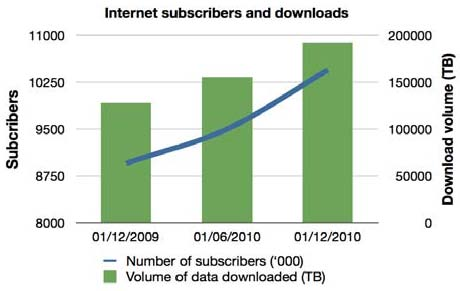 Internet subscribers and downloads
11000 200000
10250 150000
9500 100000
8750 50000
8000 0
Subcribers
Download volume (TB)
01/12/2009 01/06/2010 01/12/2010
Number of subscribers ('000)
Volume of data downloaded (TB)